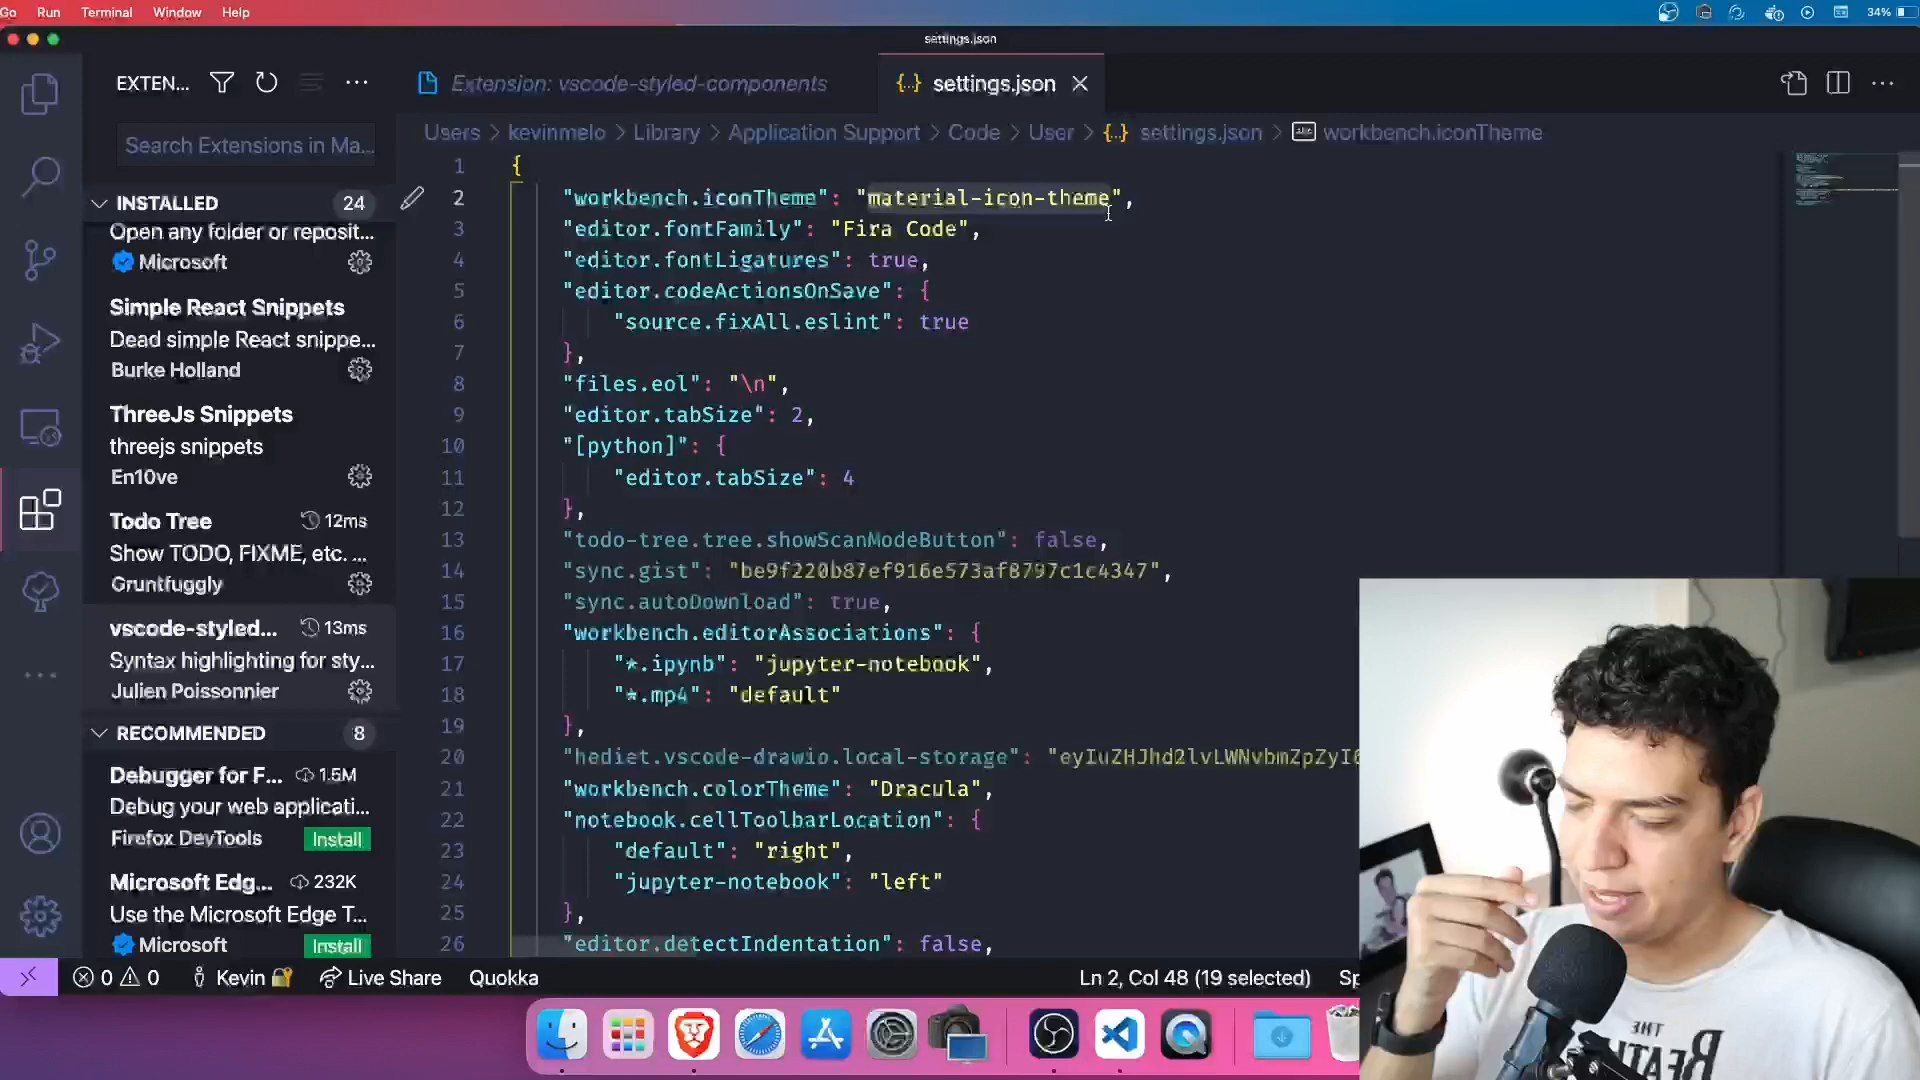 Go Run Terminal Window Help 34%
settings.json
EXTEN...
Extension: vscode-styled-components
{..} settings.json
Search Extensions in Ma...
Users > kevinmelo > Library > Application Support > Code > User > {..} settings.json > workbench.iconTheme
INSTALLED 24
Open any folder or reposit...
Microsoft
Simple React Snippets
Dead simple React snippe...
Burke Holland
ThreeJs Snippets
threejs snippets
En10ve
Todo Tree 12ms
Show TODO, FIXME, etc. ...
Gruntfuggly
vscode-styled... 13ms
Syntax highlighting for sty...
Julien Poissonnier
RECOMMENDED 8
Debugger for F... 1.5M
Debug your web applicati...
Firefox DevTools Install
Microsoft Edg... 232K
Use the Microsoft Edge T...
Microsoft Install
1 {
2 "workbench.iconTheme": "material-icon-theme",
3 "editor.fontFamily": "Fira Code",
4 "editor.fontLigatures": true,
5 "editor.codeActionsOnSave": {
6 "source.fixAll.eslint": true
7 },
8 "files.eol": "\n",
9 "editor.tabSize": 2,
10 "[python]": {
11 "editor.tabSize": 4
12 },
13 "todo-tree.tree.showScanModeButton": false,
14 "sync.gist": "be9f220b87ef916e573af8797c1c4347",
15 "sync.autoDownload": true,
16 "workbench.editorAssociations": {
17 "*.ipynb": "jupyter-notebook",
18 "*.mp4": "default"
19 },
20 "hediet.vscode-drawio.local-storage": "eyIuZHJhd2lvLWNvbmZpZyI6
21 "workbench.colorTheme": "Dracula",
22 "notebook.cellToolbarLocation": {
23 "default": "right",
24 "jupyter-notebook": "left"
25 },
26 "editor.detectIndentation": false,
0 0 Kevin Live Share Quokka Ln 2, Col 48 (19 selected) Sp
THE
BEATL